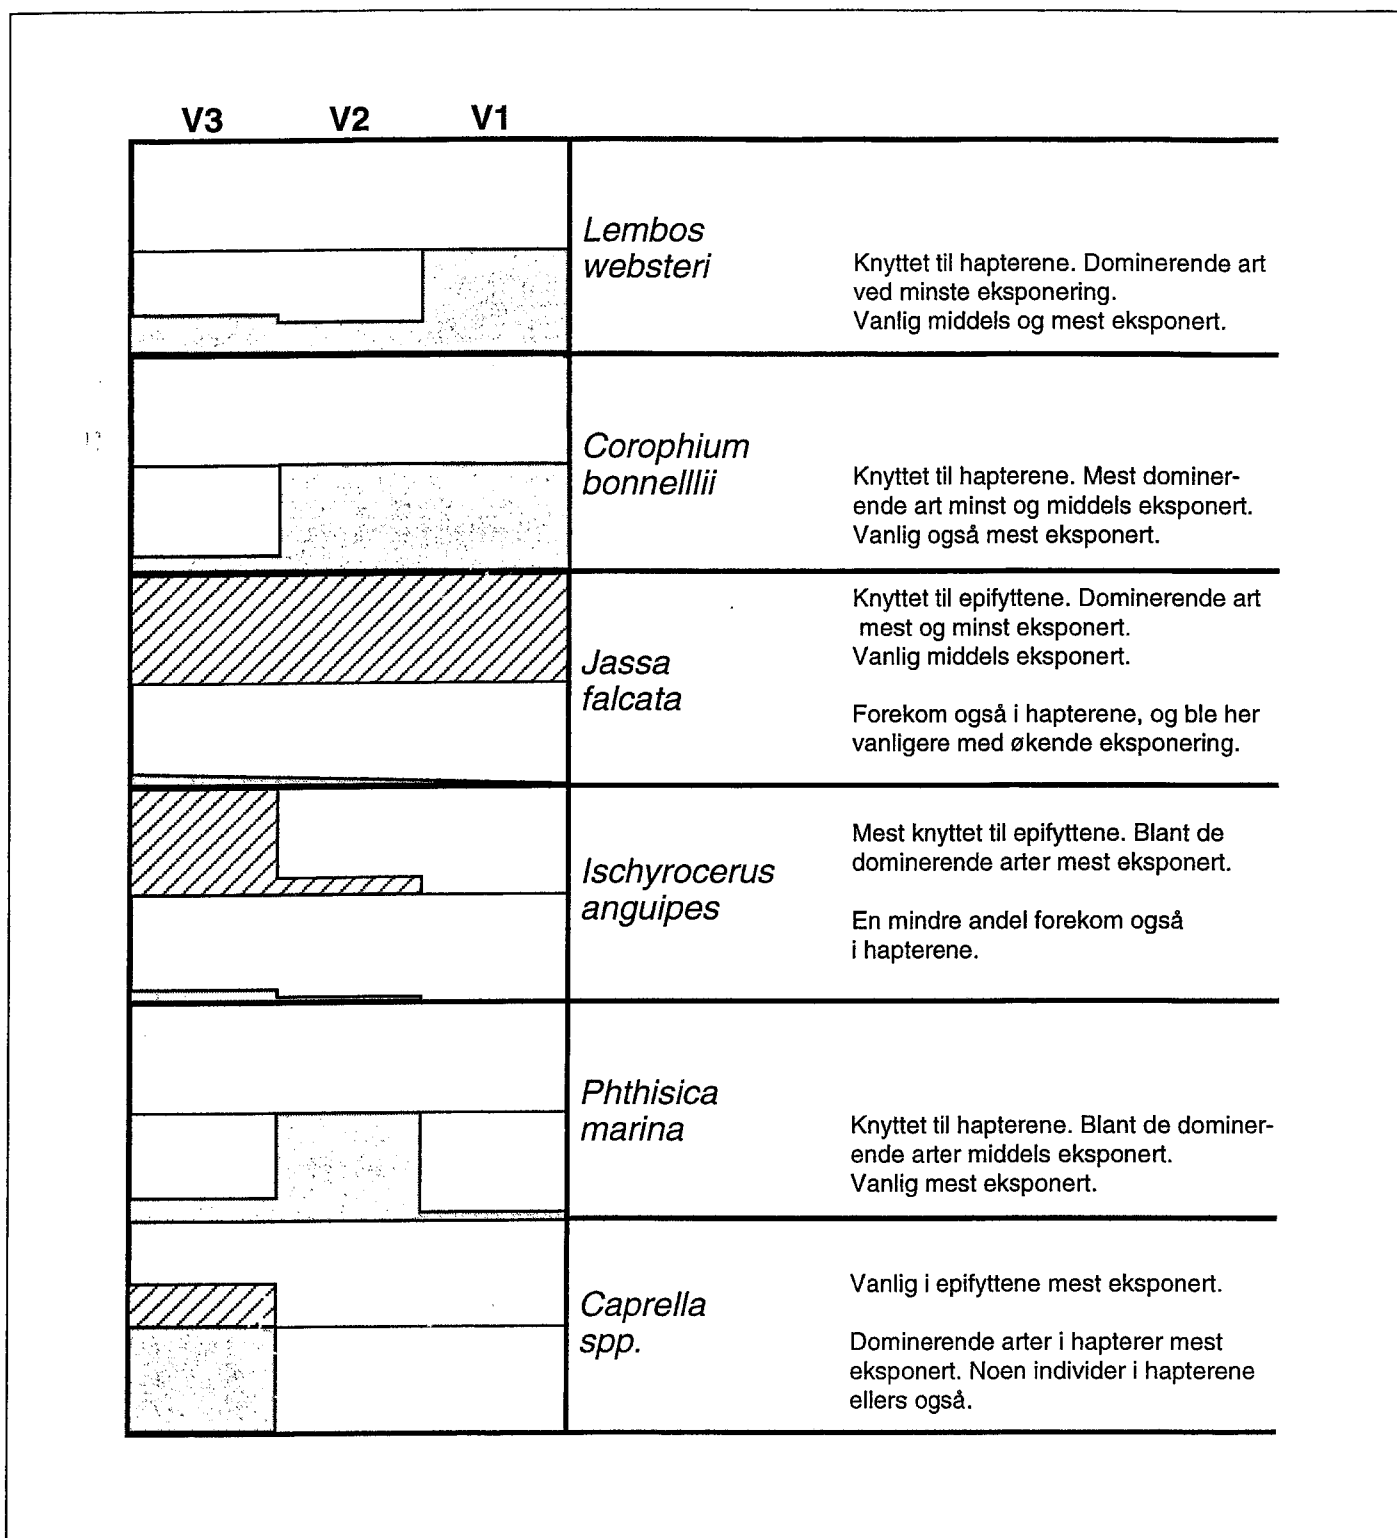 V3 V2 V1
Lembos
websteri
Knyttet til hapterene. Dominerende art
ved minste eksponering.
Vanlig middels og mest eksponert.
Corophium
bonnelllii
Knyttet til hapterene. Mest dominer-
ende art minst og middels eksponert.
Vanlig også mest eksponert.
Jassa
falcata
Knyttet til epifyttene. Dominerende art
mest og minst eksponert.
Vanlig middels eksponert.
Forekom også i hapterene, og ble her
vanligere med økende eksponering.
Ischyrocerus
anguipes
Mest knyttet til epifyttene. Blant de
dominerende arter mest eksponert.
En mindre andel forekom også
i hapterene.
Phthisica
marina
Knyttet til hapterene. Blant de dominer-
ende arter middels eksponert.
Vanlig mest eksponert.
Caprella
spp.
Vanlig i epifyttene mest eksponert.
Dominerende arter i hapterer mest
eksponert. Noen individer i hapterene
ellers også.